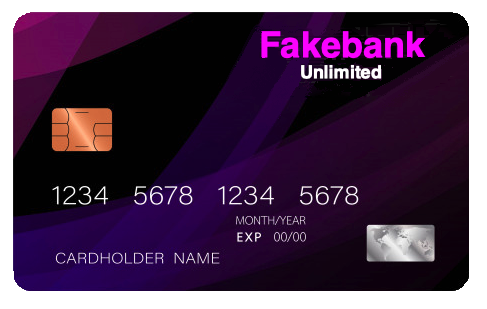 Fakebank
Unlimited
1234 5678 1234 5678
MONTH/YEAR
EXP 00/00
CARDHOLDER NAME